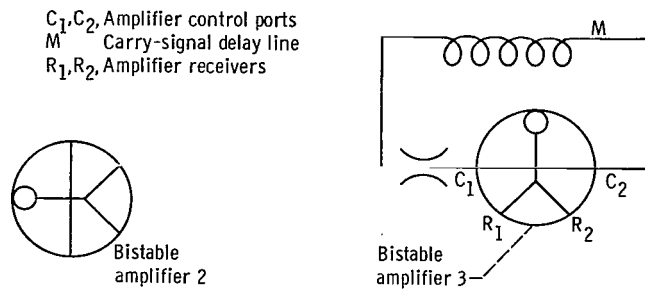 C1,C2, Amplifier control ports
M Carry-signal delay line
R1,R2, Amplifier receivers
M
C1
C2
R1
R2
Bistable
amplifier 2
Bistable
amplifier 3